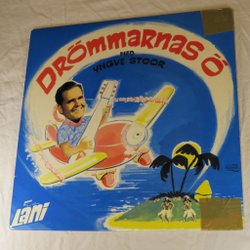 DRÖMMARNAS Ö
MED
YNGVE STOOR
Lani